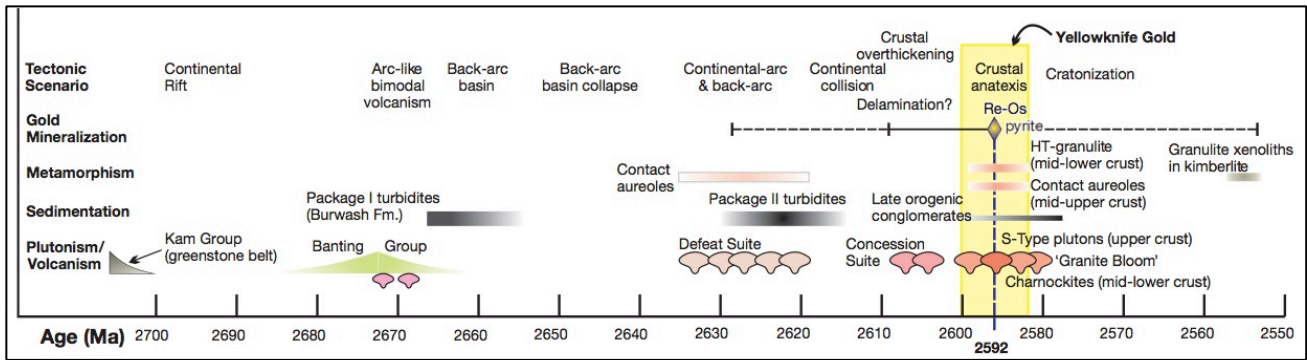 Crustal
overthickening
Yellowknife Gold
Tectonic
Scenario
Continental
Rift
Arc-like
bimodal
volcanism
Back-arc
basin
Back-arc
basin collapse
Continental-arc
& back-arc
Continental
collision
Crustal
anatexis
Cratonization
Delamination?
Gold
Mineralization
Re-Os
pyrite
Metamorphism
Contact
aureoles
HT-granulite
(mid-lower crust)
Granulite xenoliths
in kimberlite
Contact aureoles
(mid-upper crust)
Sedimentation
Package I turbidites
(Burwash Fm.)
Package II turbidites
Late orogenic
conglomerates
Plutonism/
Volcanism
Kam Group
(greenstone belt)
Banting Group
Defeat Suite
Concession
Suite
S-Type plutons (upper crust)
'Granite Bloom'
Charnockites (mid-lower crust)
Age (Ma) 2700 2690 2680 2670 2660 2650 2640 2630 2620 2610 2600 2580 2570 2560 2550
2592